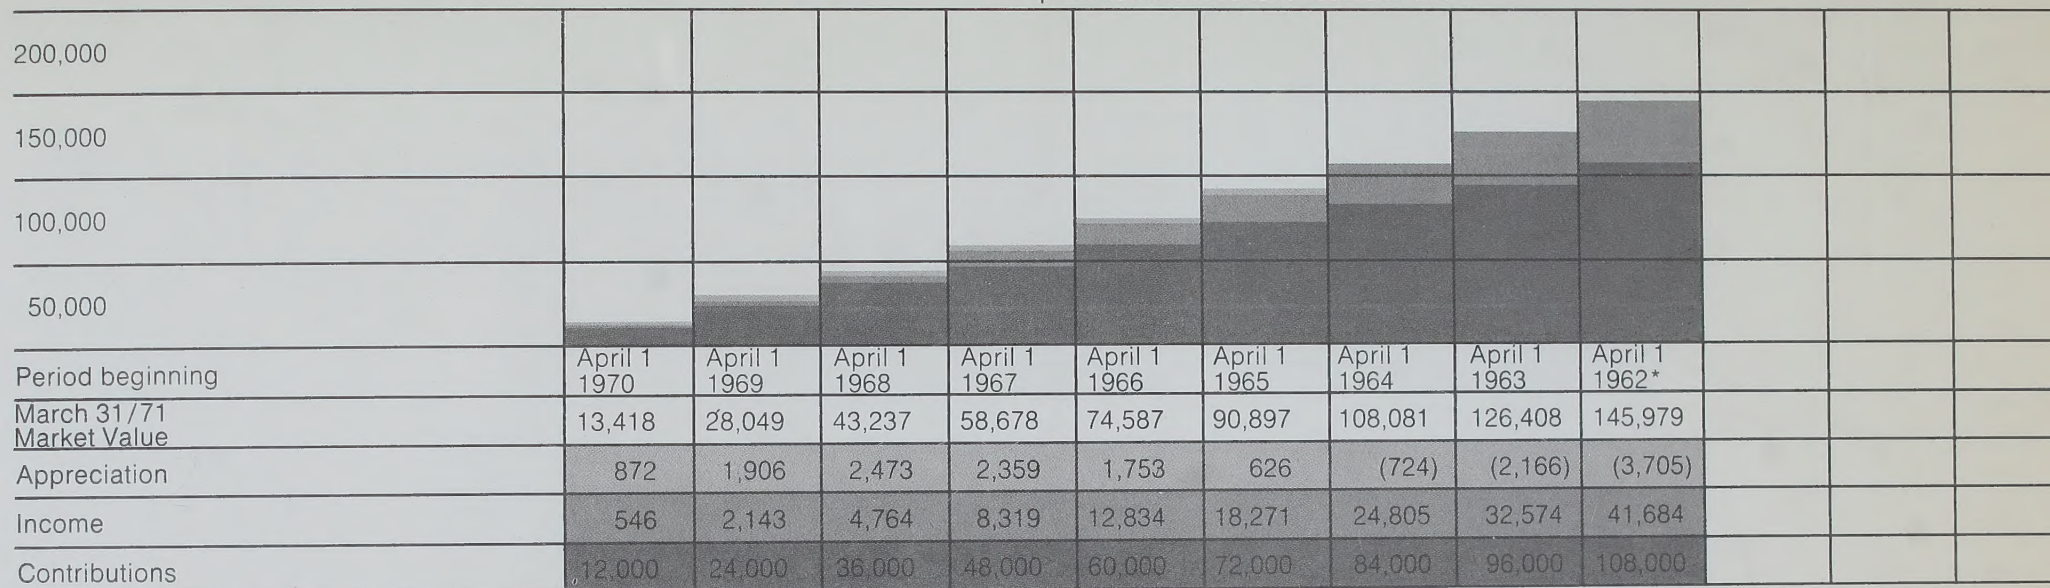 200,000
150,000
100,000
50,000
Period beginning April 1 1970 April 1 1969 April 1 1968 April 1 1967 April 1 1966 April 1 1965 April 1 1964 April 1 1963 April 1 1962*
March 31/71 Market Value 13,418 28,049 43,237 58,678 74,587 90,897 108,081 126,408 145,979
Appreciation 872 1,906 2,473 2,359 1,753 626 (724) (2,166) (3,705)
Income 546 2,143 4,764 8,319 12,834 18,271 24,805 32,574 41,684
Contributions 12,000 24,000 36,000 48,000 60,000 72,000 84,000 96,000 108,000